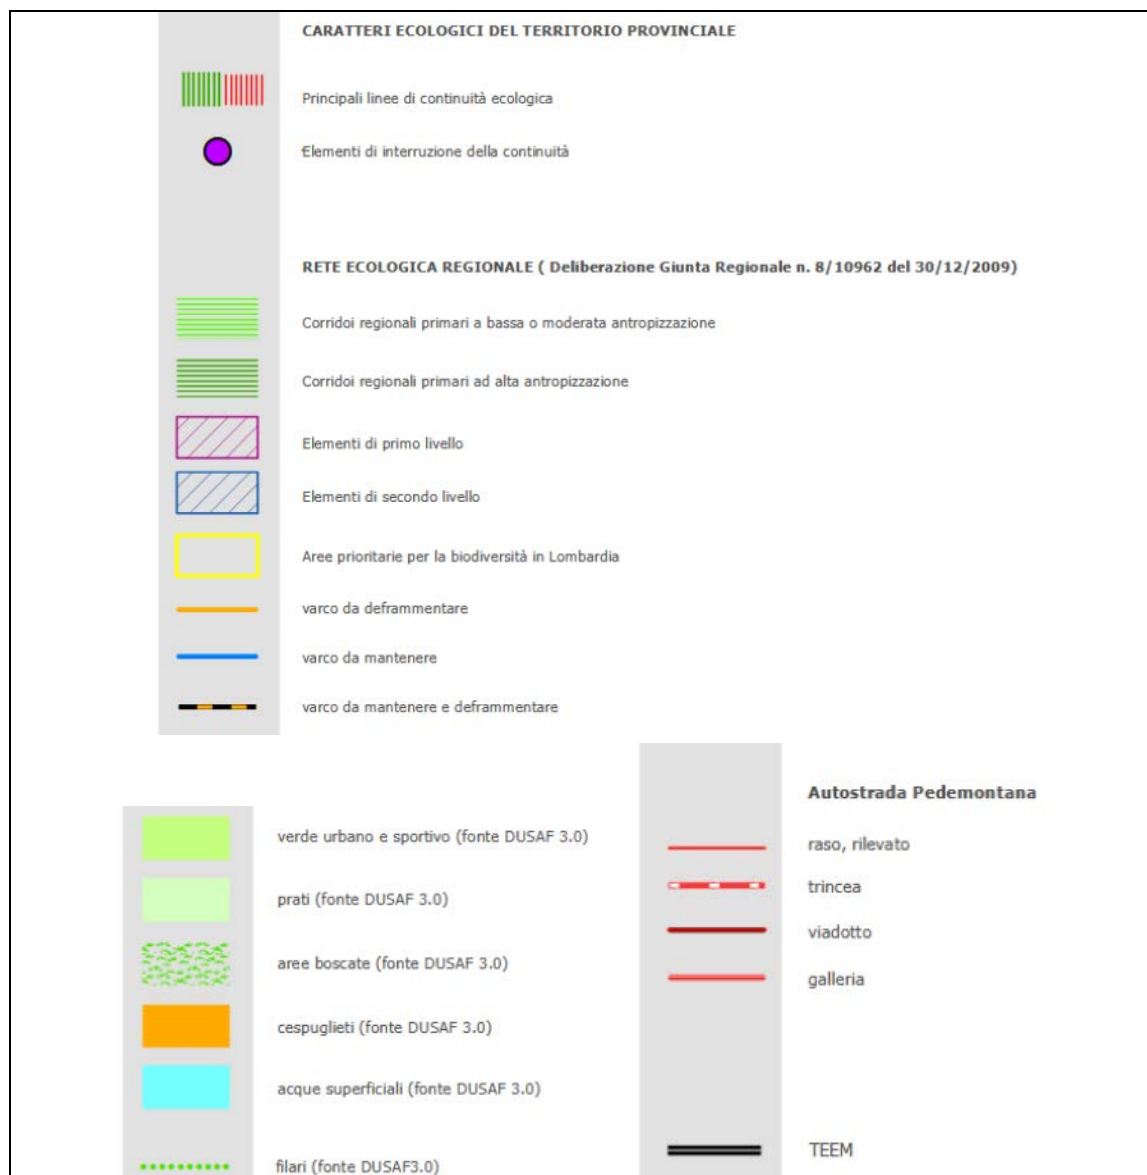 CARATTERI ECOLOGICI DEL TERRITORIO PROVINCIALE
Principali linee di continuità ecologica
Elementi di interruzione della continuità
RETE ECOLOGICA REGIONALE ( Deliberazione Giunta Regionale n. 8/10962 del 30/12/2009)
Corridoi regionali primari a bassa o moderata antropizzazione
Corridoi regionali primari ad alta antropizzazione
Elementi di primo livello
Elementi di secondo livello
Aree prioritarie per la biodiversità in Lombardia
varco da deframmentare
varco da mantenere
varco da mantenere e deframmentare
verde urbano e sportivo (fonte DUSAF 3.0)
prati (fonte DUSAF 3.0)
aree boscate (fonte DUSAF 3.0)
cespuglieti (fonte DUSAF 3.0)
acque superficiali (fonte DUSAF 3.0)
filari (fonte DUSAF3.0)
Autostrada Pedemontana
raso, rilevato
trincea
viadotto
galleria
TEEM